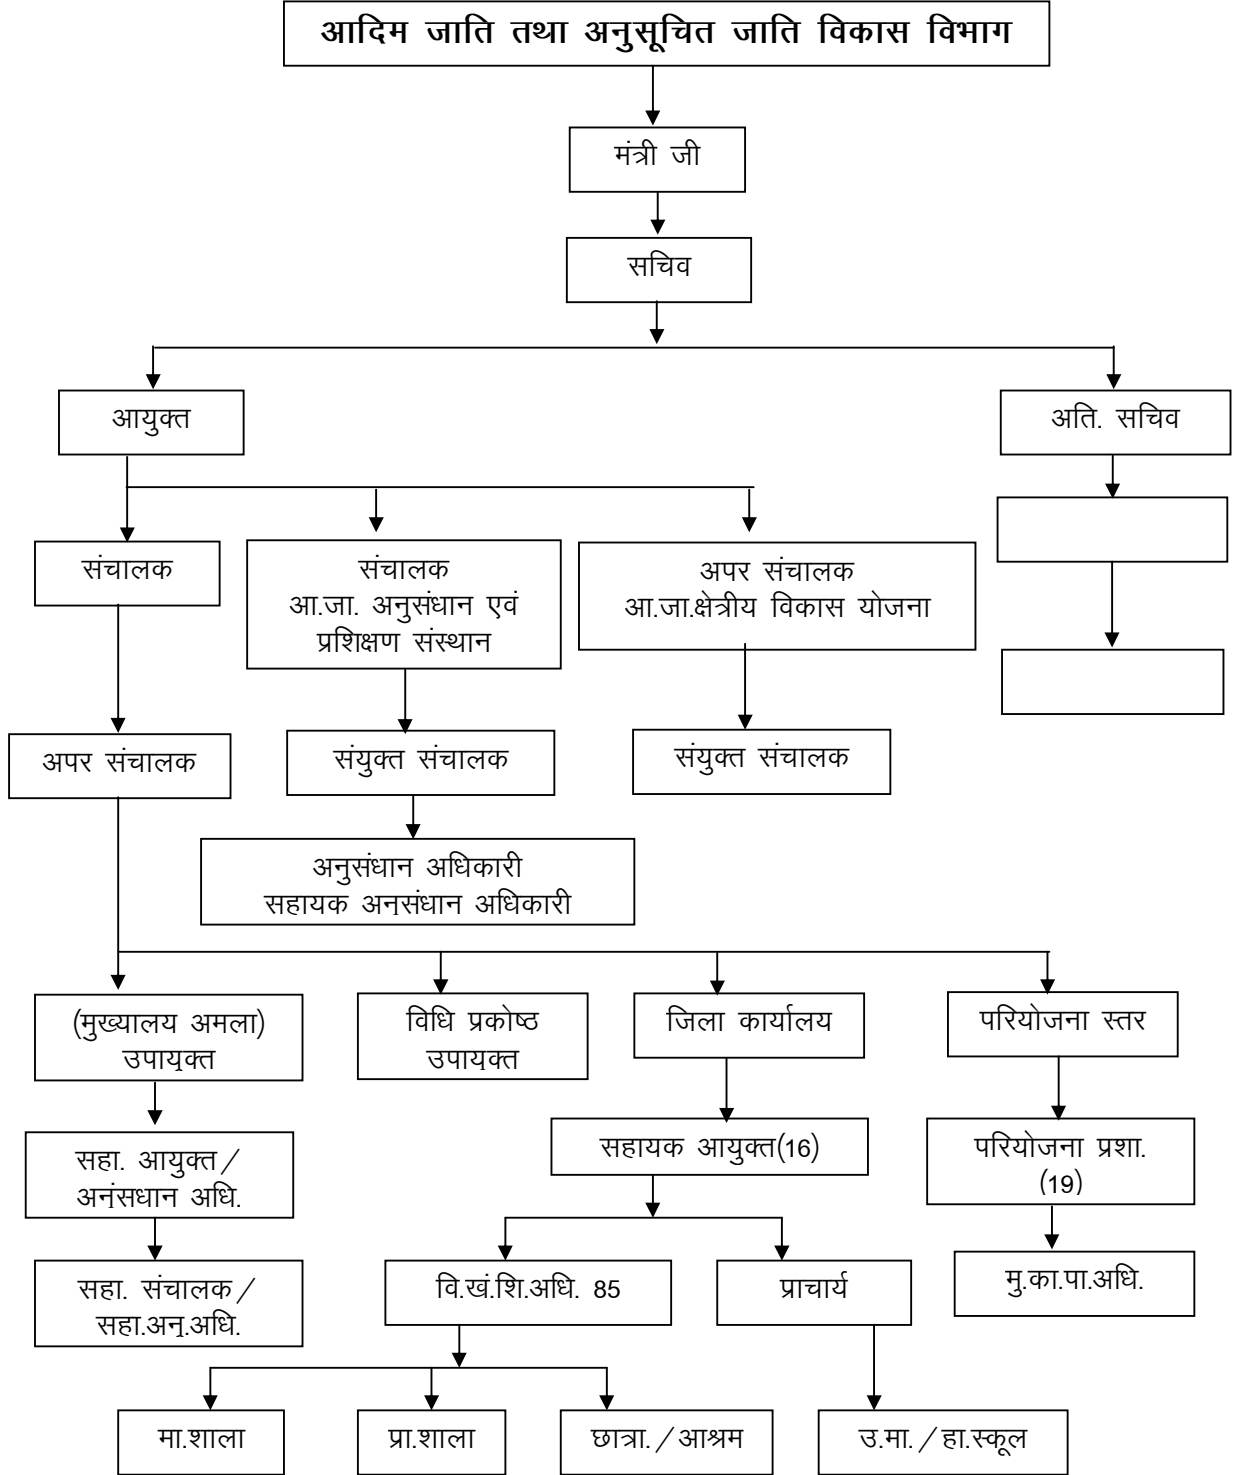 आदिम जाति तथा अनुसूचित जाति विकास विभाग
मंत्री जी
सचिव
आयुक्त
अति. सचिव
संचालक
संचालक
आ.जा. अनुसंधान एवं
प्रशिक्षण संस्थान
अपर संचालक
आ.जा.क्षेत्रीय विकास योजना
अपर संचालक
संयुक्त संचालक
संयुक्त संचालक
अनुसंधान अधिकारी
सहायक अनसंधान अधिकारी
(मुख्यालय अमला)
उपायक्त
विधि प्रकोष्ठ
उपायक्त
जिला कार्यालय
परियोजना स्तर
सहा. आयुक्त/
अनंसधान अधि.
सहायक आयुक्त(16)
परियोजना प्रशा.
(19)
सहा. संचालक/
सहा.अन.अधि.
वि.खं.शि.अधि. 85
प्राचार्य
मु.का.पा.अधि.
मा.शाला
प्रा.शाला
छात्रा./आश्रम
उ.मा./हा.स्कूल